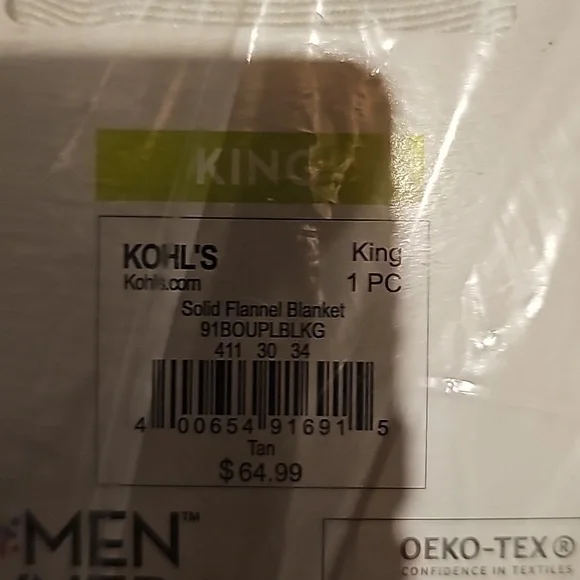 KING
KOHL'S King
Kohls.com 1 PC
Solid Flannel Blanket
91BOUPLBLKG
411 30 34
4 00654 91691 5
Tan
$64.99
MEN™
OEKO-TEX®
CONFIDENCE IN TEXTILES